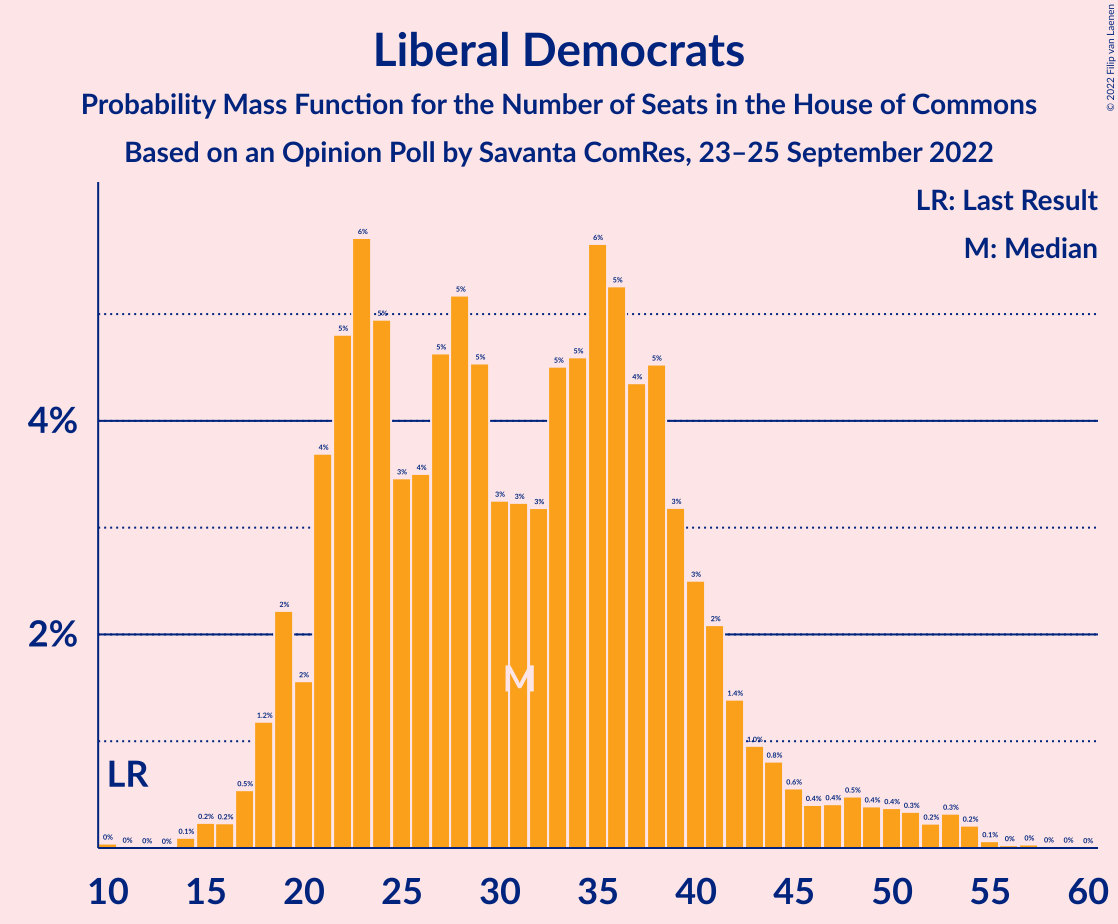 Liberal Democrats
Probability Mass Function for the Number of Seats in the House of Commons
Based on an Opinion Poll by Savanta ComRes, 23–25 September 2022
© 2022 Filip van Laenen
LR: Last Result
M: Median
4%
2%
LR
M
0% 0% 0% 0% 0.1% 0.2% 0.2% 0.5% 1.2% 2% 2% 4% 5% 6% 5% 3% 4% 5% 5% 5% 3% 3% 3% 5% 5% 6% 5% 4% 5% 3% 3% 2% 1.4% 1.0% 0.8% 0.6% 0.4% 0.4% 0.5% 0.4% 0.4% 0.3% 0.2% 0.3% 0.2% 0.1% 0% 0% 0% 0% 0%
10 15 20 25 30 35 40 45 50 55 60